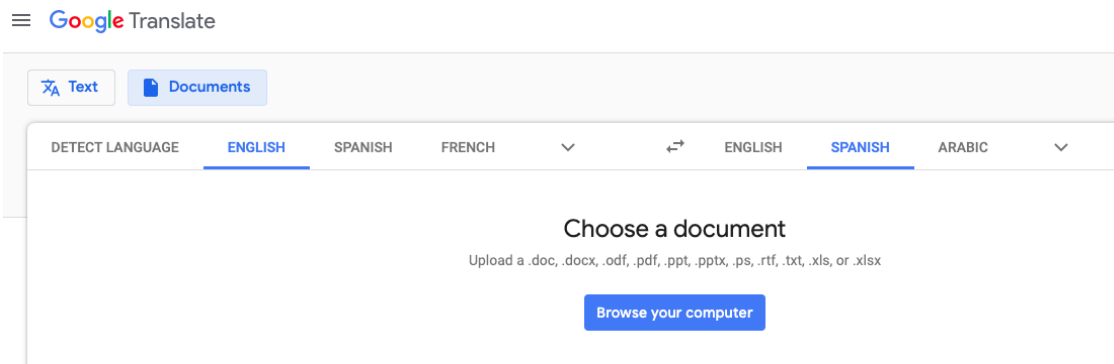 Google Translate
Text Documents
DETECT LANGUAGE ENGLISH SPANISH FRENCH ENGLISH SPANISH ARABIC
Choose a document
Upload a .doc, .docx, .odf, .pdf, .ppt, .pptx, .ps, .rtf, .txt, .xls, or .xlsx
Browse your computer